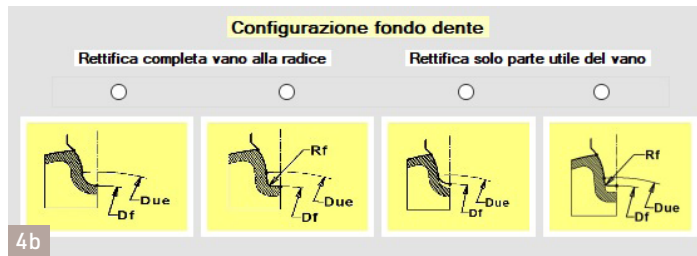 Configurazione fondo dente
Rettifica completa vano alla radice
Rettifica solo parte utile del vano
Due
Df
Rf
Due
Df
Due
Df
Rf
Df
Due
4b